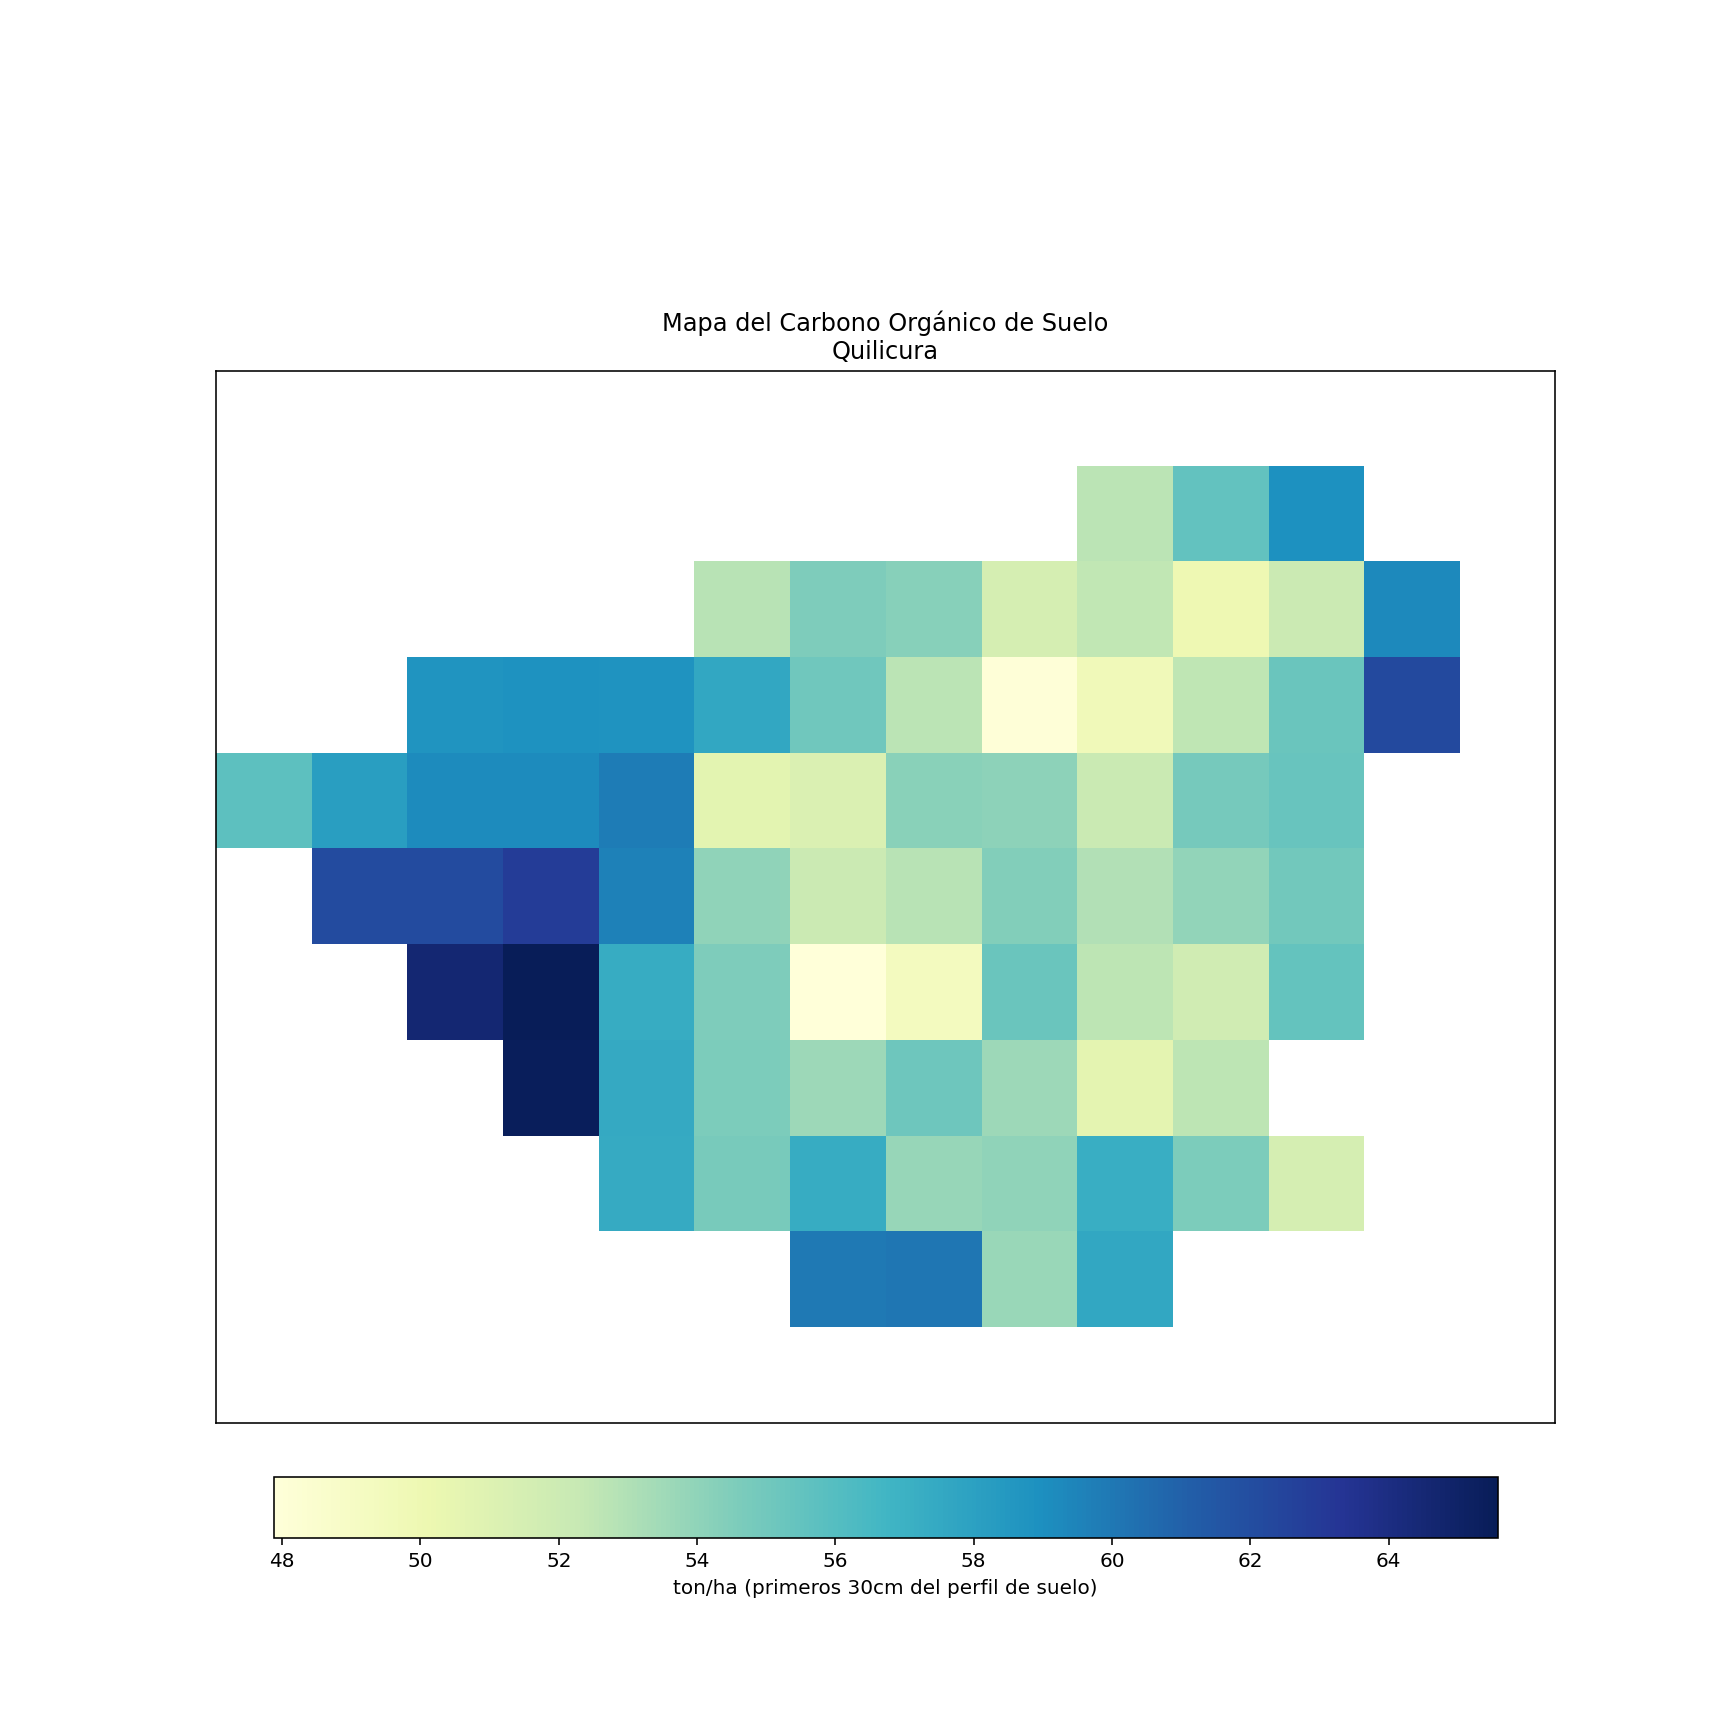 Mapa del Carbono Orgánico de Suelo
Quilicura
48 50 52 54 56 58 60 62 64
ton/ha (primeros 30cm del perfil de suelo)